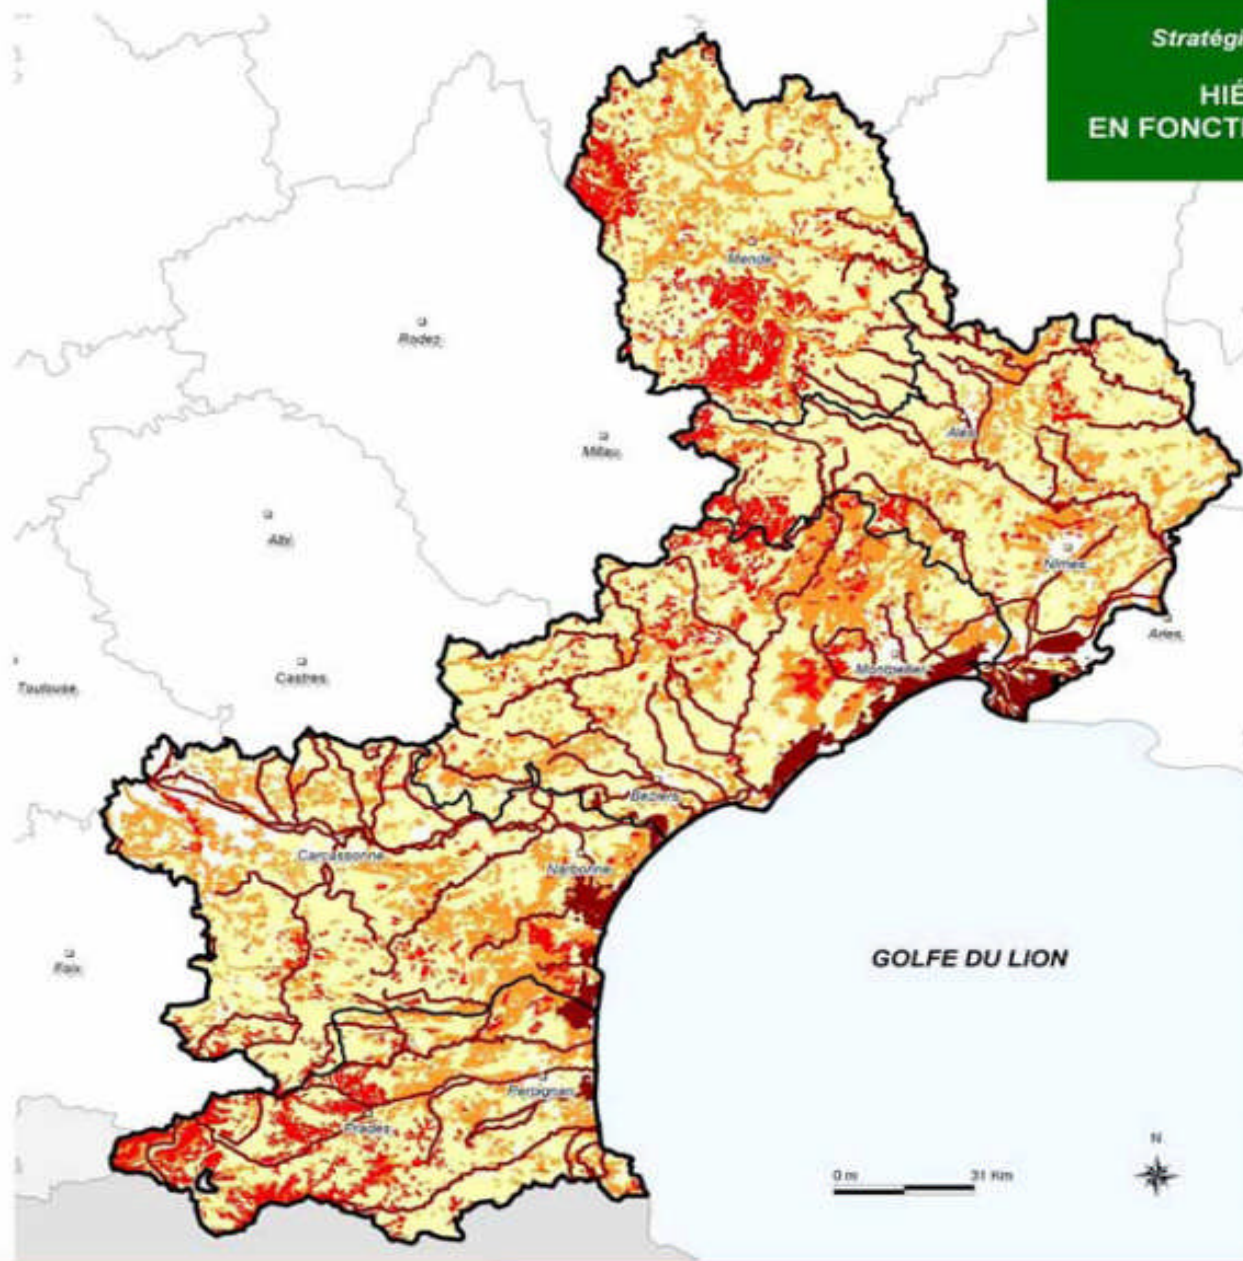 Stratégi
HIÉ
EN FONCTI
Mende
Rodez
Alès
Millau
Albi
Nîmes
Arles
Toulouse
Castres
Montpellier
Béziers
Carcassonne
Narbonne
Foix
GOLFE DU LION
Perpignan
Prades
N
0 m 31 Km